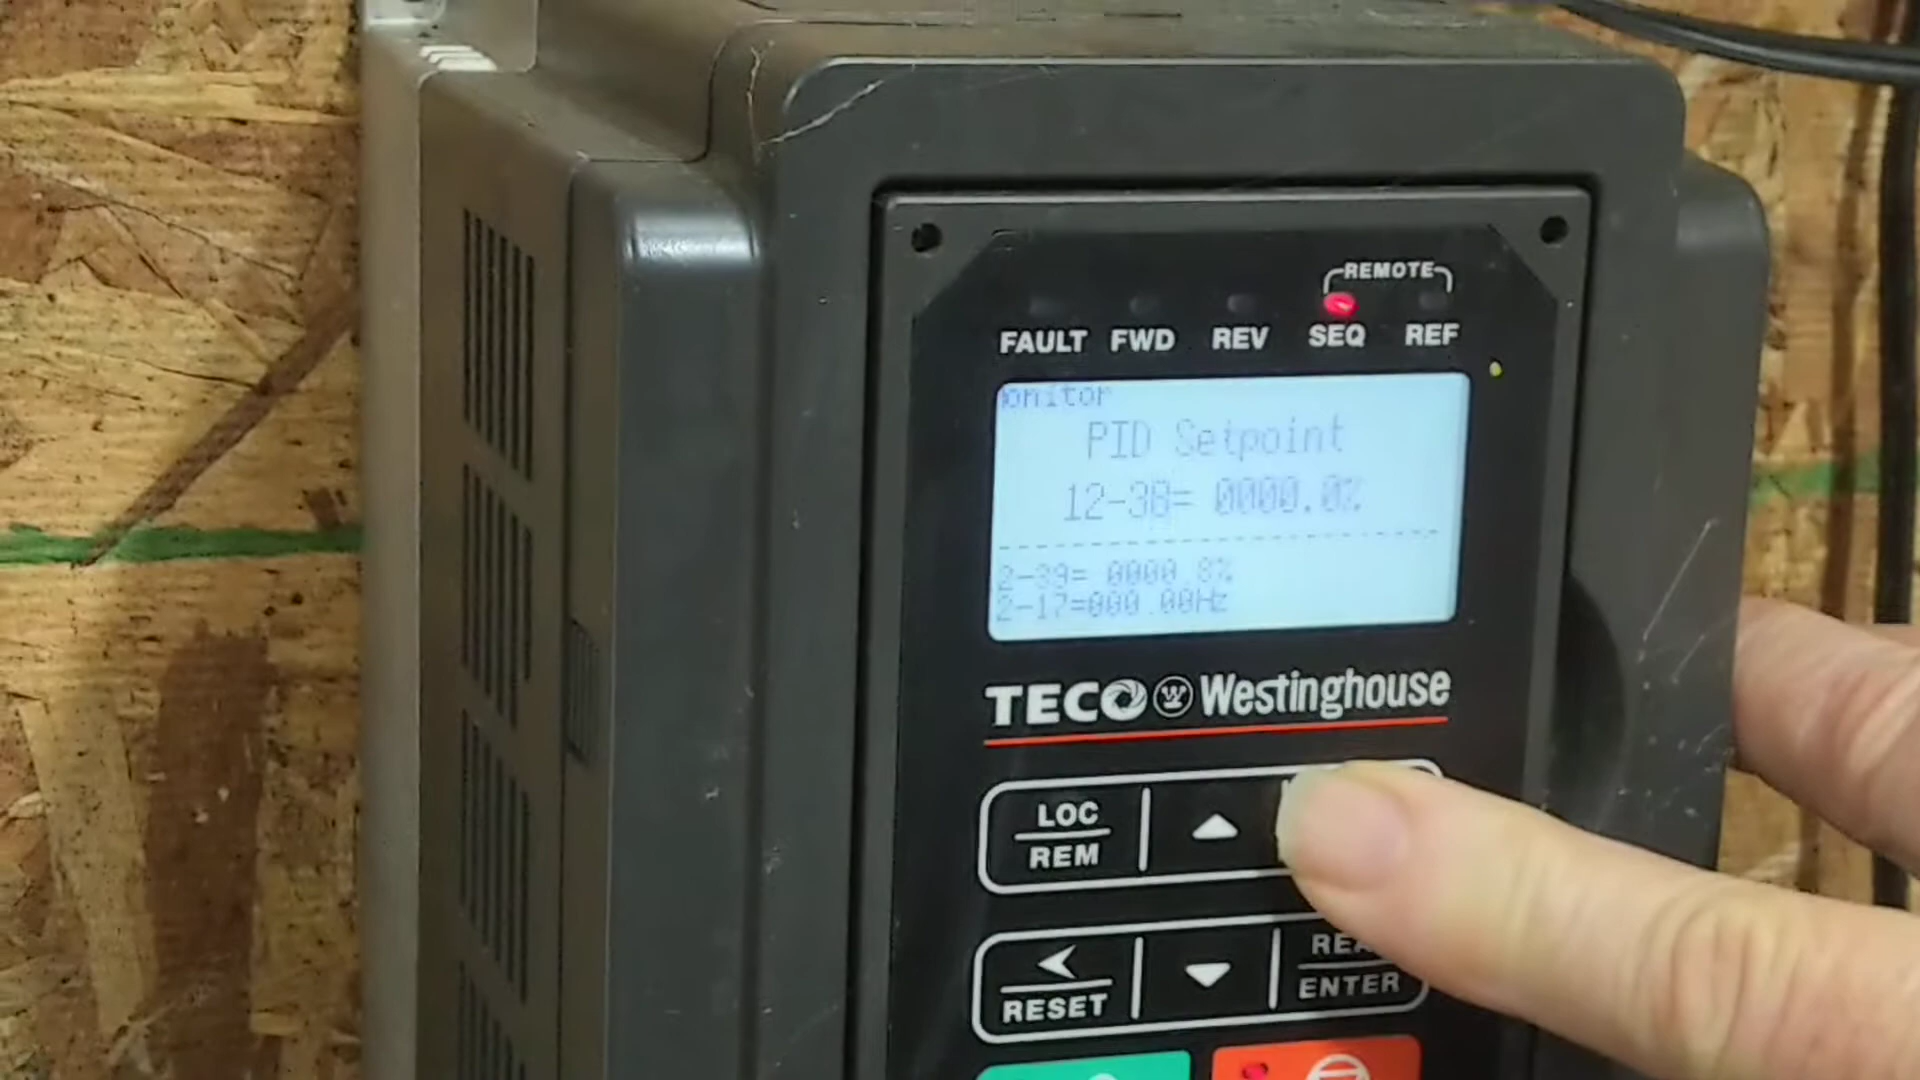 REMOTE
FAULT FWD REV SEQ REF
onitor
PID Setpoint
12-38= 0000.0%
2-39= 0000.8%
2-17=000.00Hz
TECO Westinghouse
LOC
REM
ENTER
RESET